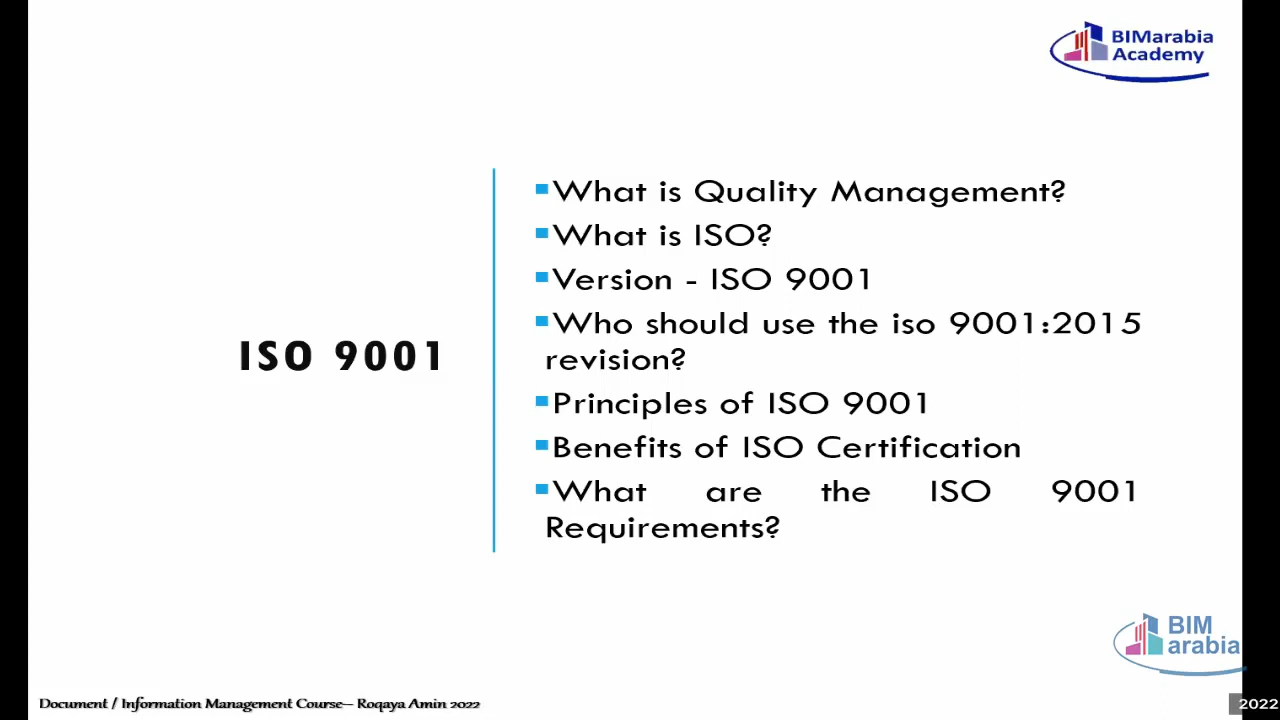 BIMarabia
Academy
ISO 9001
What is Quality Management?
What is ISO?
Version - ISO 9001
Who should use the iso 9001:2015
revision?
Principles of ISO 9001
Benefits of ISO Certification
What are the ISO 9001
Requirements?
BIM
arabia
Document / Information Management Course– Roqaya Amin 2022
2022